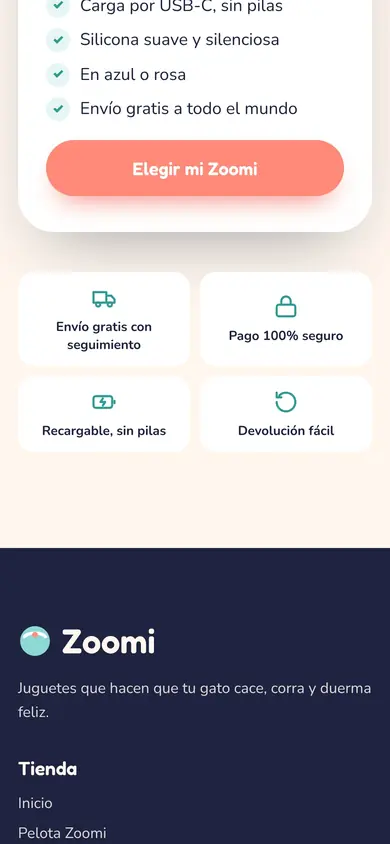 Carga por USB-C, sin pilas
Silicona suave y silenciosa
En azul o rosa
Envío gratis a todo el mundo
Elegir mi Zoomi
Envío gratis con
seguimiento
Pago 100% seguro
Recargable, sin pilas
Devolución fácil
Zoomi
Juguetes que hacen que tu gato cace, corra y duerma
feliz.
Tienda
Inicio
Pelota Zoomi